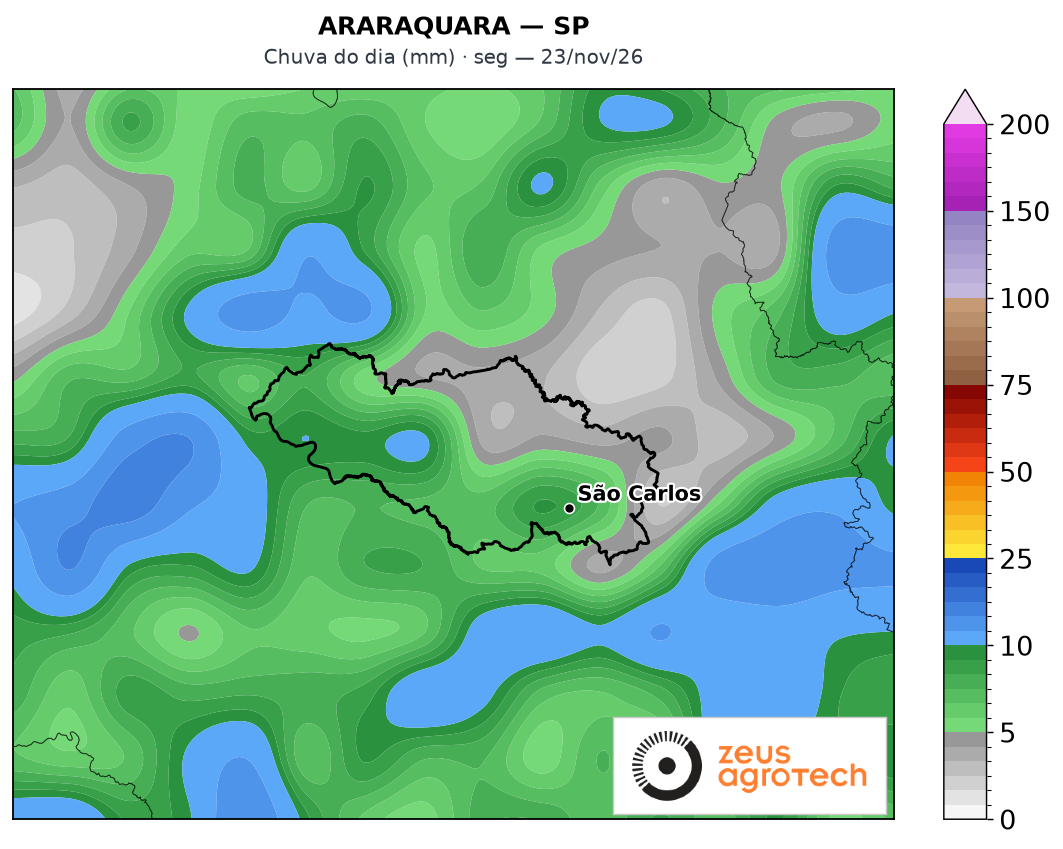 ARARAQUARA — SP
Chuva do dia (mm) · seg — 23/nov/26
200
150
100
75
50
25
10
5
0
São Carlos
zeus
agrotech